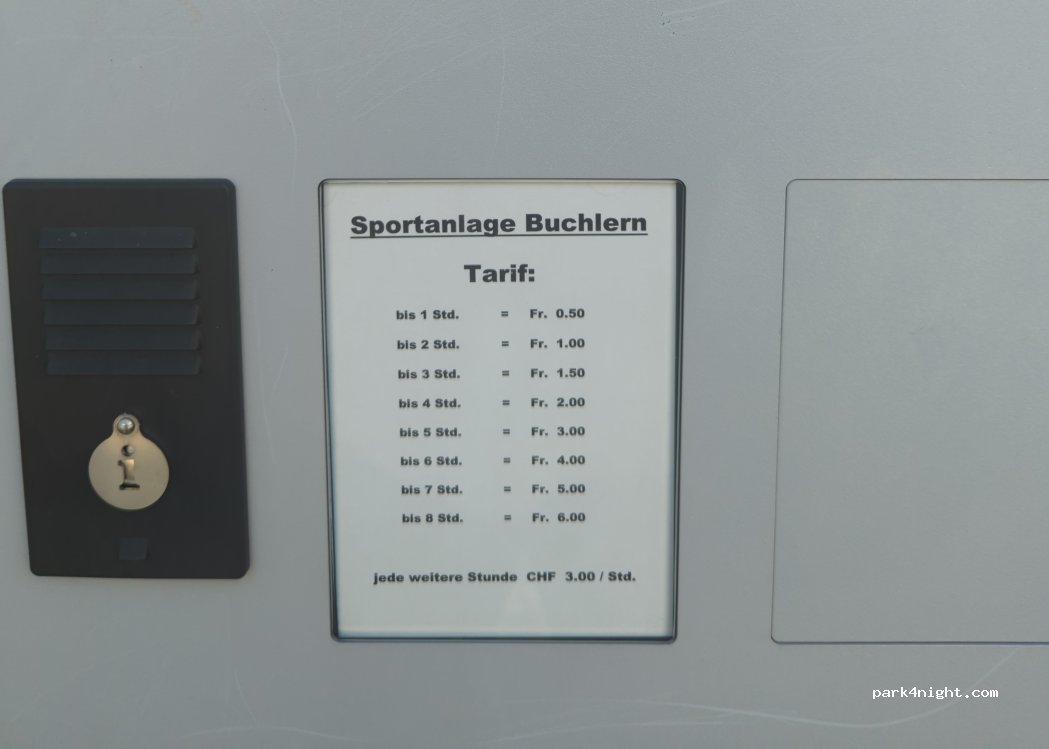 Sportanlage Buchlern
Tarif:
bis 1 Std. = Fr. 0.50
bis 2 Std. = Fr. 1.00
bis 3 Std. = Fr. 1.50
bis 4 Std. = Fr. 2.00
bis 5 Std. = Fr. 3.00
bis 6 Std. = Fr. 4.00
bis 7 Std. = Fr. 5.00
bis 8 Std. = Fr. 6.00
jede weitere Stunde CHF 3.00 / Std.
i
park4night.com